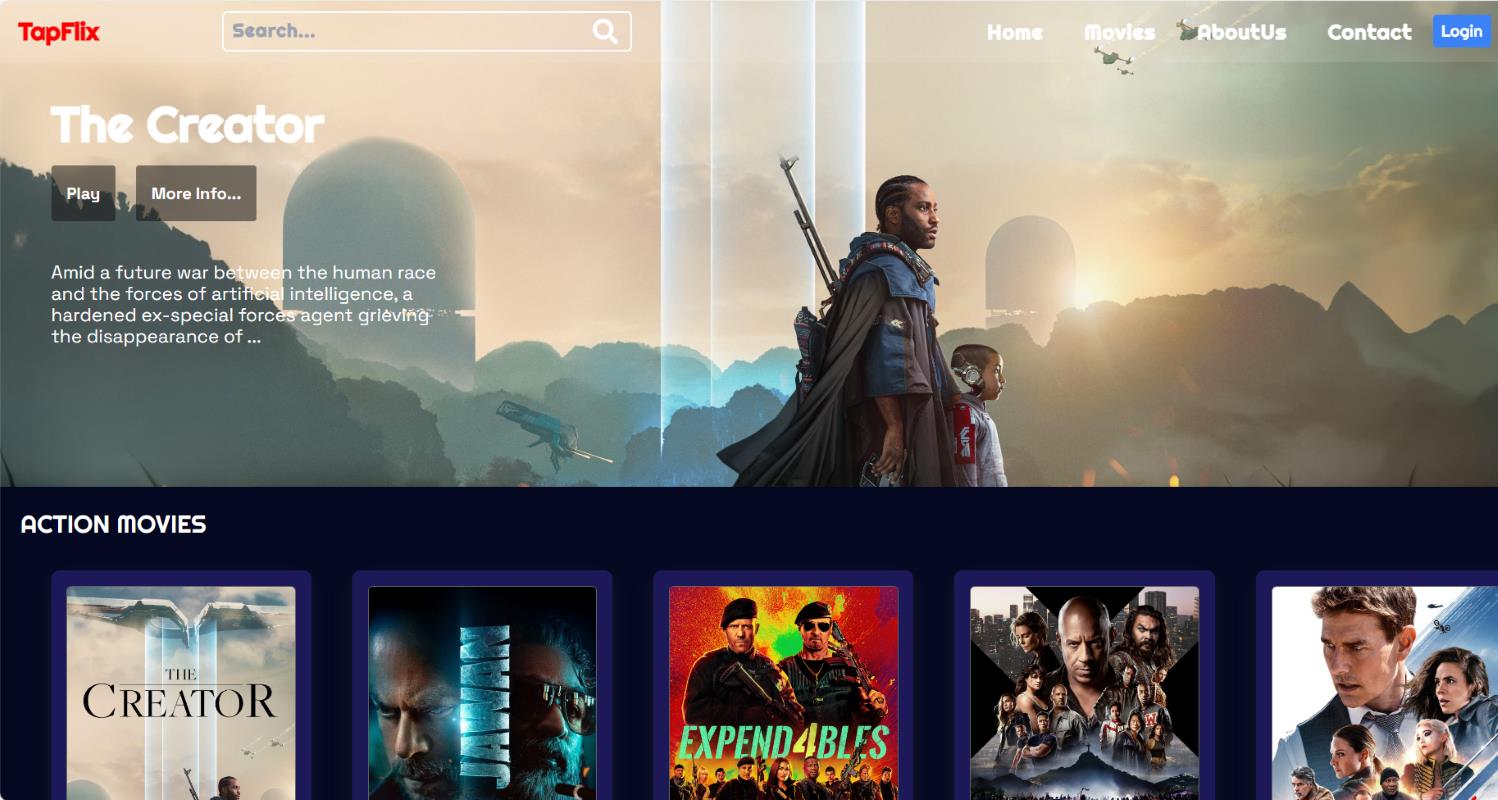 TapFlix
Search...
Home
Movies
AboutUs
Contact
Login
The Creator
Play
More Info...
Amid a future war between the human race
and the forces of artificial intelligence, a
hardened ex-special forces agent grieving
the disappearance of ...
ACTION MOVIES
THE
CREATOR
JAWAN
EXPEND4BLES